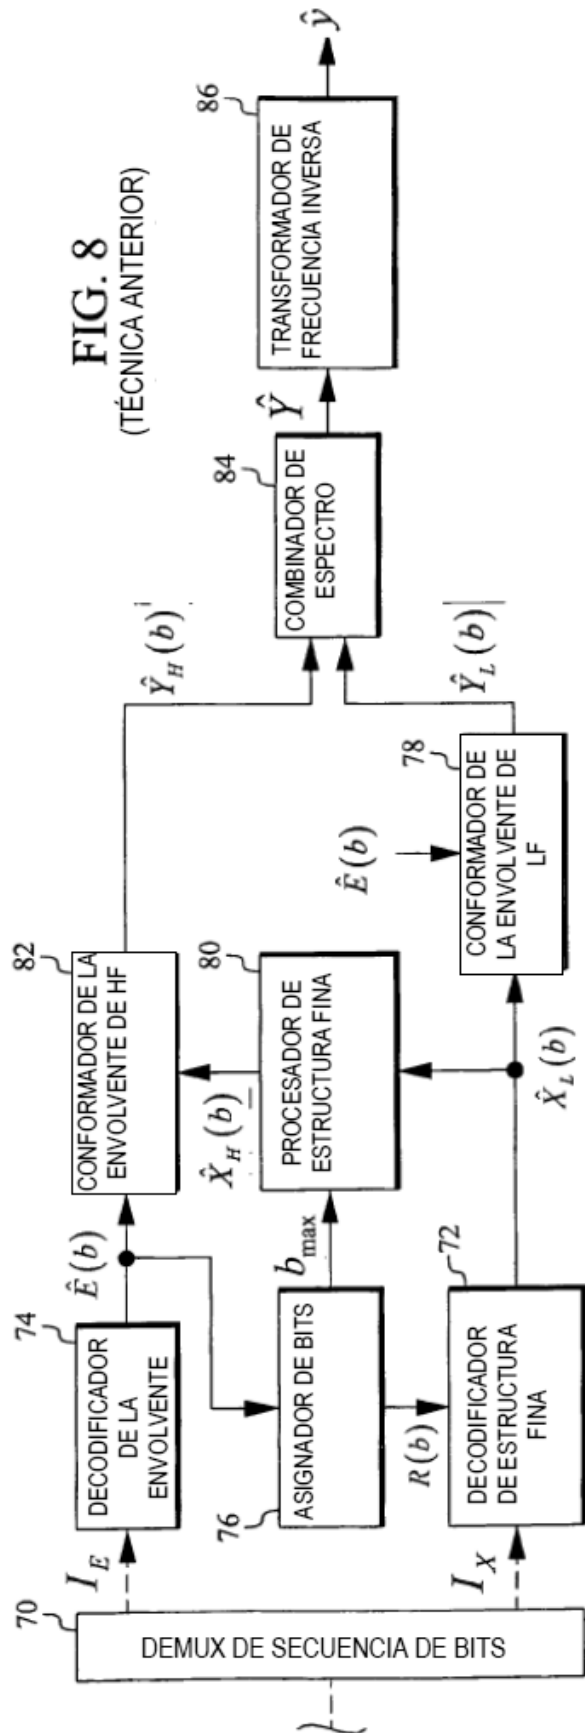 FIG. 8
(TÉCNICA ANTERIOR)
70
DEMUX DE SECUENCIA DE BITS
I_E
I_X
74
DECODIFICADOR
DE LA
ENVOLVENTE
Ê(b)
76
ASIGNADOR DE BITS
R(b)
b_max
72
DECODIFICADOR
DE ESTRUCTURA
FINA
X̂_L(b)
82
CONFORMADOR DE LA
ENVOLVENTE DE HF
X̂_H(b)
80
PROCESADOR DE
ESTRUCTURA FINA
Ê(b)
78
CONFORMADOR DE
LA ENVOLVENTE DE
LF
Ŷ_H(b)
Ŷ_L(b)
84
COMBINADOR DE
ESPECTRO
Ŷ
86
TRANSFORMADOR DE
FRECUENCIA INVERSA
ŷ